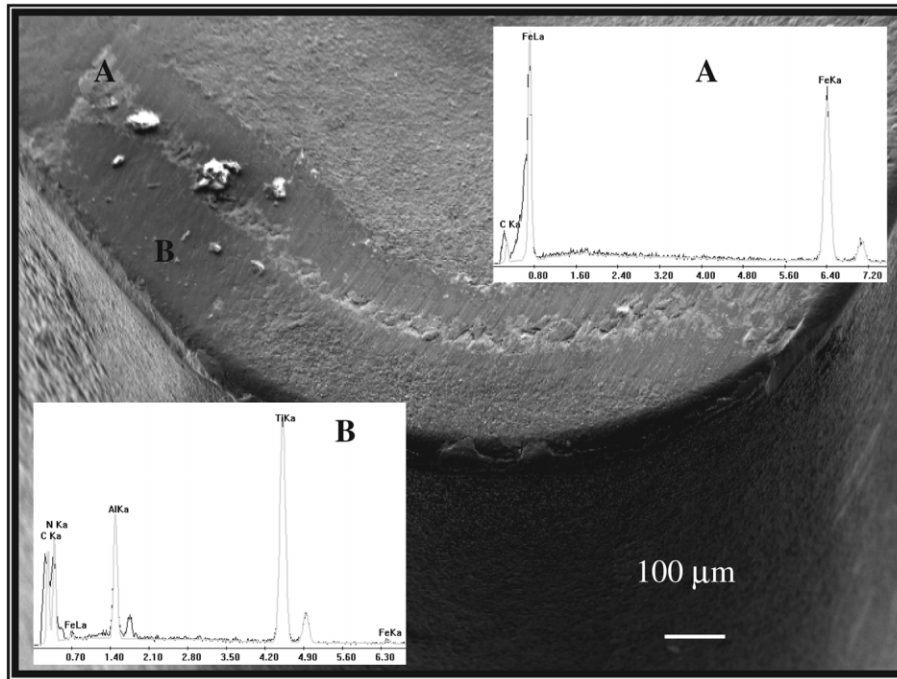 A
B
A
FeLa
FeKa
C Ka
0.80 1.60 2.40 3.20 4.00 4.80 5.60 6.40 7.20
B
TiKa
AlKa
N Ka
C Ka
FeLa
FeKa
0.70 1.40 2.10 2.80 3.50 4.20 4.90 5.60 6.30
100 µm